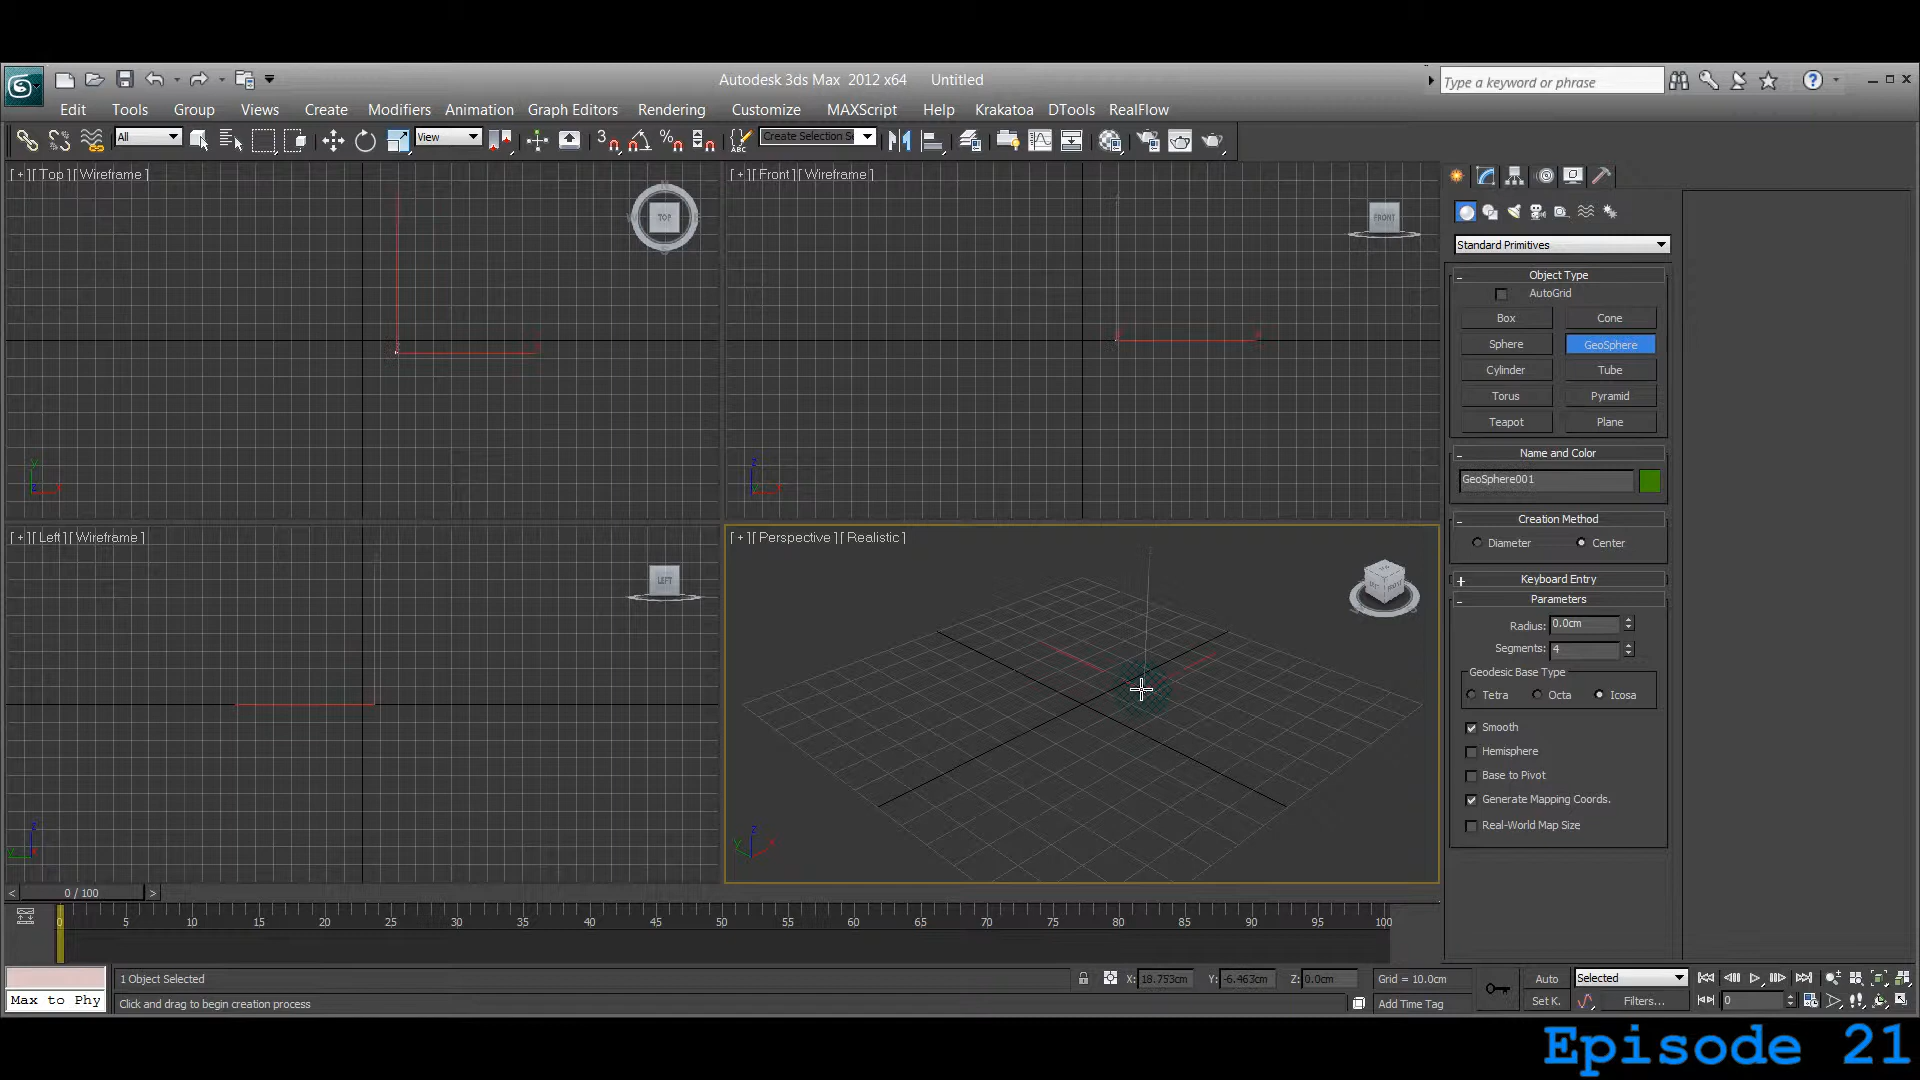 Autodesk 3ds Max 2012 x64 Untitled
Type a keyword or phrase
Edit Tools Group Views Create Modifiers Animation Graph Editors Rendering Customize MAXScript Help Krakatoa DTools RealFlow
All View 3 Create Selection Se
[ + ] [ Top ] [ Wireframe ]
TOP
[ + ] [ Front ] [ Wireframe ]
FRONT
[ + ] [ Left ] [ Wireframe ]
LEFT
[ + ] [ Perspective ] [ Realistic ]
Standard Primitives
Object Type
AutoGrid
Box Cone
Sphere GeoSphere
Cylinder Tube
Torus Pyramid
Teapot Plane
Name and Color
GeoSphere001
Creation Method
Diameter Center
Keyboard Entry
Parameters
Radius: 0.0cm
Segments: 4
Geodesic Base Type
Tetra Octa Icosa
Smooth
Hemisphere
Base to Pivot
Generate Mapping Coords.
Real-World Map Size
< 0 / 100 >
0 5 10 15 20 25 30 35 40 45 50 55 60 65 70 75 80 85 90 95 100
1 Object Selected X: 18.753cm Y: -6.463cm Z: 0.0cm Grid = 10.0cm Auto Selected
Max to Phy Click and drag to begin creation process Add Time Tag Set K. Filters... 0
Episode 21